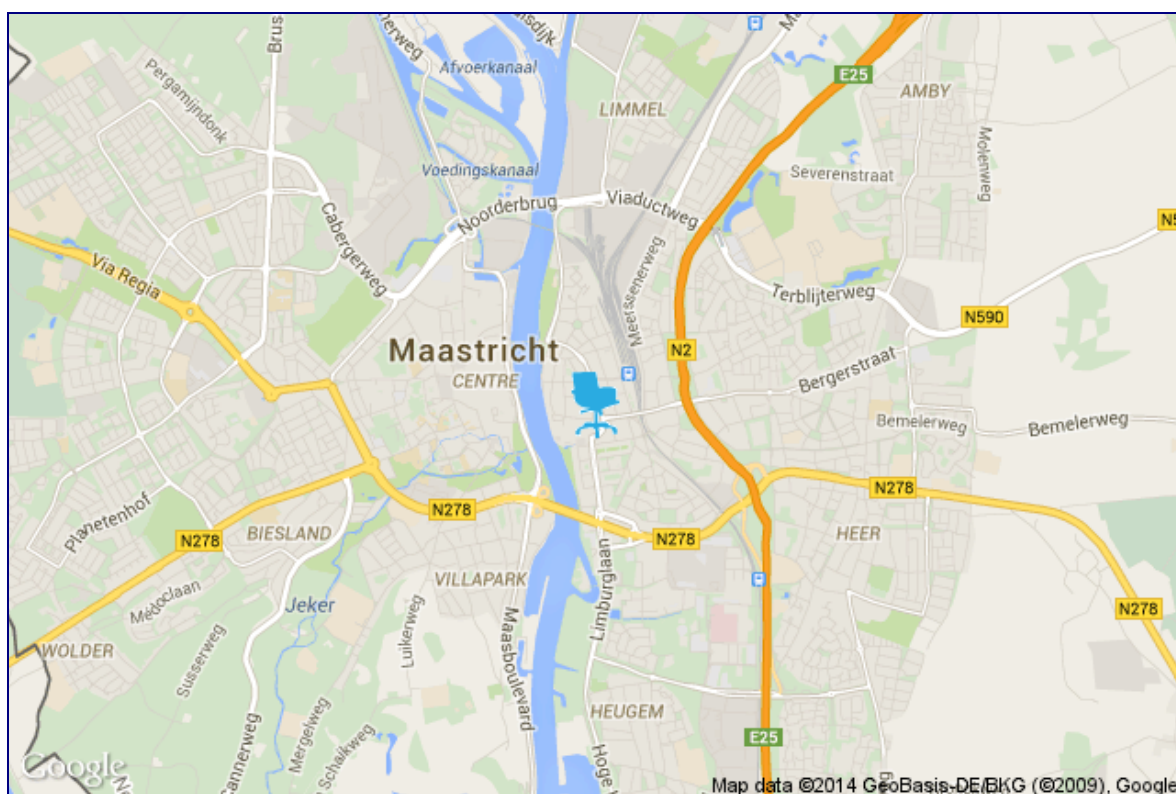 Afvoerkanaal
E25
AMBY
Pergamijndonk
LIMMEL
Molenweg
Voedingskanaal
Severenstraat
Noorderbrug
Viaductweg
Cabergerweg
Via Regia
Meerssenerweg
Terblijterweg
N590
Maastricht
N2
CENTRE
Bergerstraat
Bemelerweg
Bemelerweg
N278
N278
Planetenhof
BIESLAND
N278
N278
HEER
VILLAPARK
Médoclaan
Jeker
Limburglaan
N278
Luikerweg
Maasboulevard
WOLDER
Susserweg
HEUGEM
Mergelweg
E25
Google
Map data ©2014 GeoBasis-DE/BKG (©2009), Google